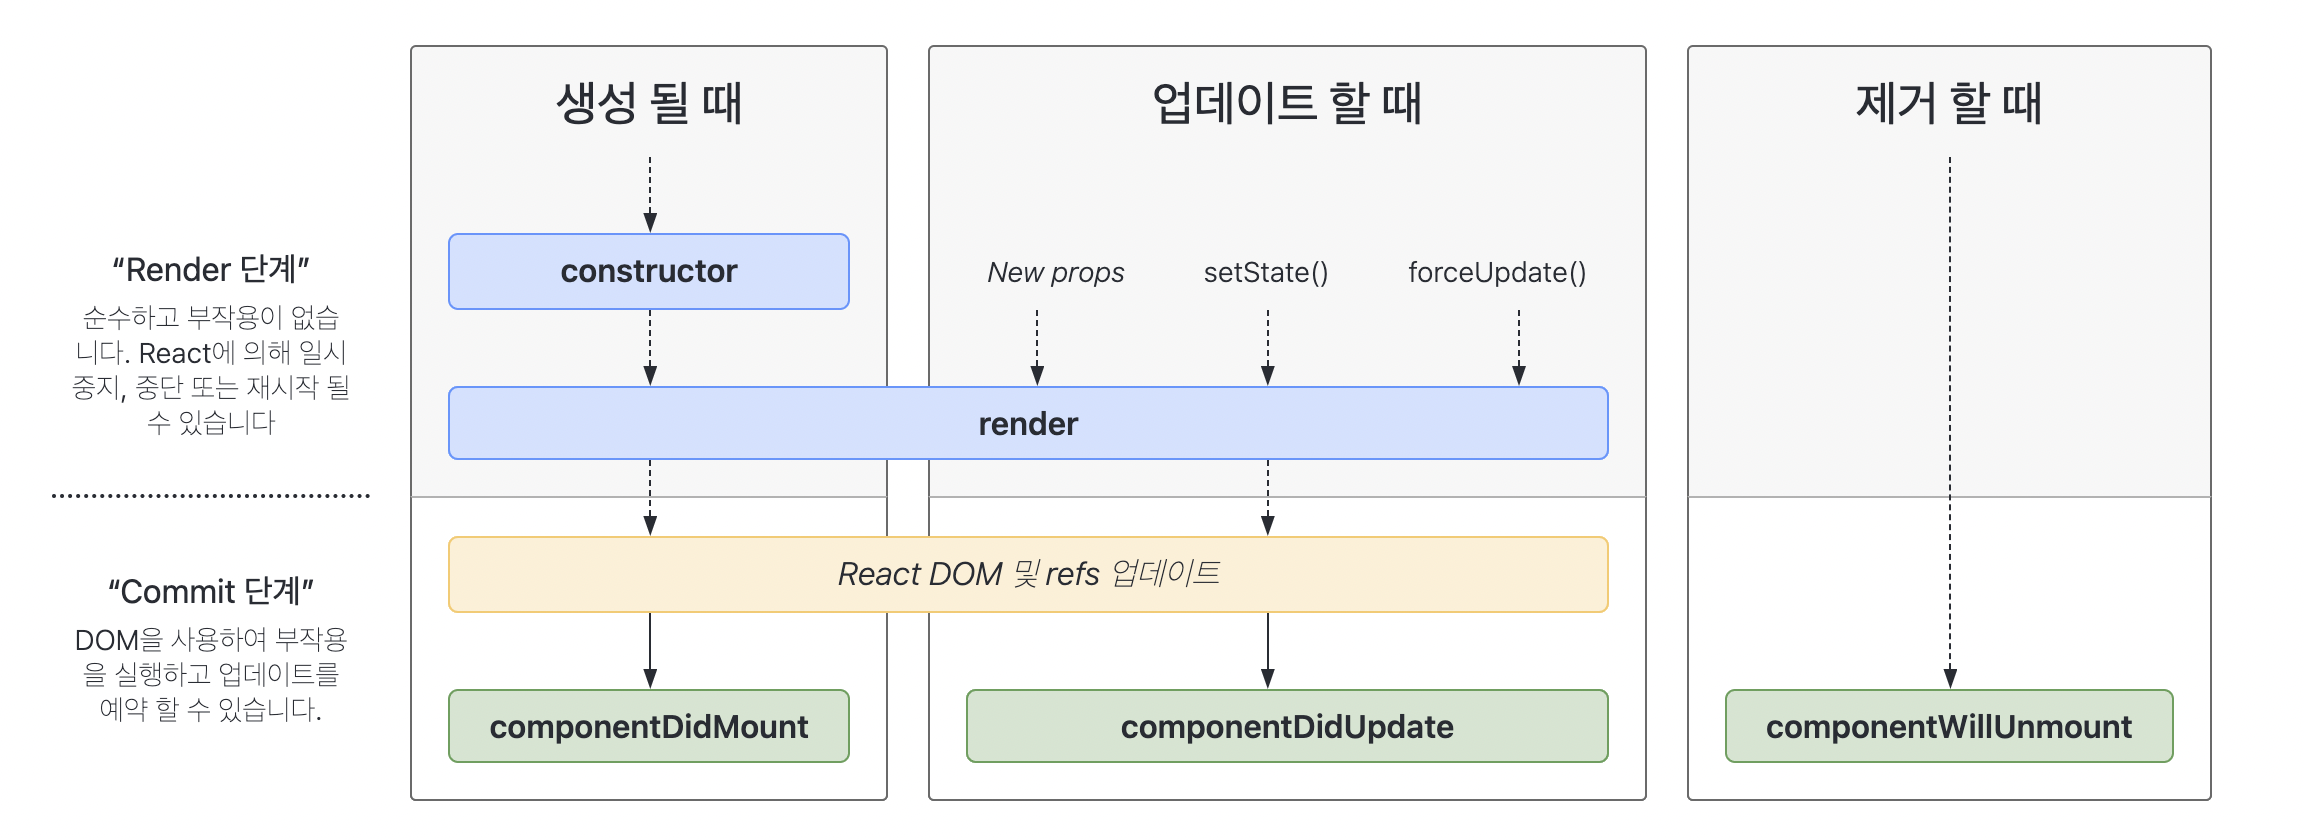 생성 될 때
업데이트 할 때
제거 할 때
“Render 단계”
순수하고 부작용이 없습
니다. React에 의해 일시
중지, 중단 또는 재시작 될
수 있습니다
constructor
New props
setState()
forceUpdate()
render
“Commit 단계”
DOM을 사용하여 부작용
을 실행하고 업데이트를
예약 할 수 있습니다.
React DOM 및 refs 업데이트
componentDidMount
componentDidUpdate
componentWillUnmount